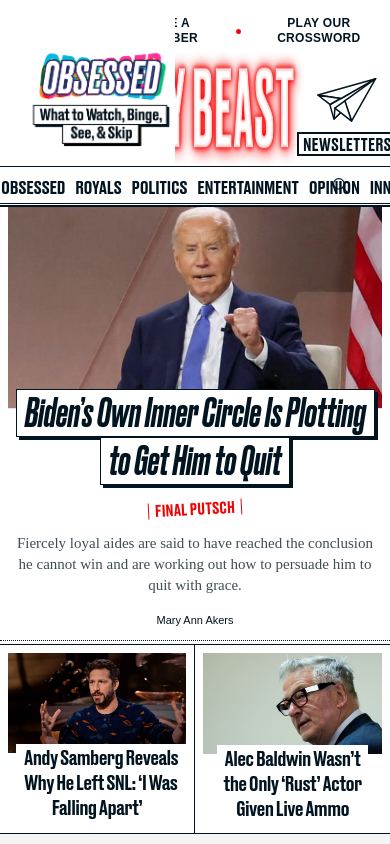 PLAY OUR
CROSSWORD
OBSESSED
What to Watch, Binge,
See, & Skip
BEAST
NEWSLETTERS
OBSESSED ROYALS POLITICS ENTERTAINMENT OPINION INN
Biden’s Own Inner Circle Is Plotting
to Get Him to Quit
FINAL PUTSCH
Fiercely loyal aides are said to have reached the conclusion
he cannot win and are working out how to persuade him to
quit with grace.
Mary Ann Akers
Andy Samberg Reveals
Why He Left SNL: ‘I Was
Falling Apart’
Alec Baldwin Wasn’t
the Only ‘Rust’ Actor
Given Live Ammo